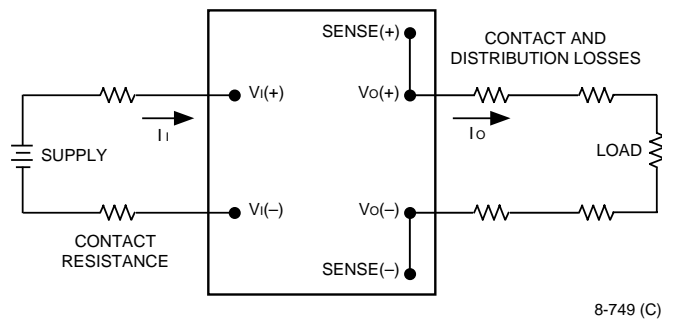 SENSE(+)
CONTACT AND
DISTRIBUTION LOSSES
VI(+)
VO(+)
II
IO
SUPPLY
LOAD
VI(–)
VO(–)
CONTACT
RESISTANCE
SENSE(–)
8-749 (C)